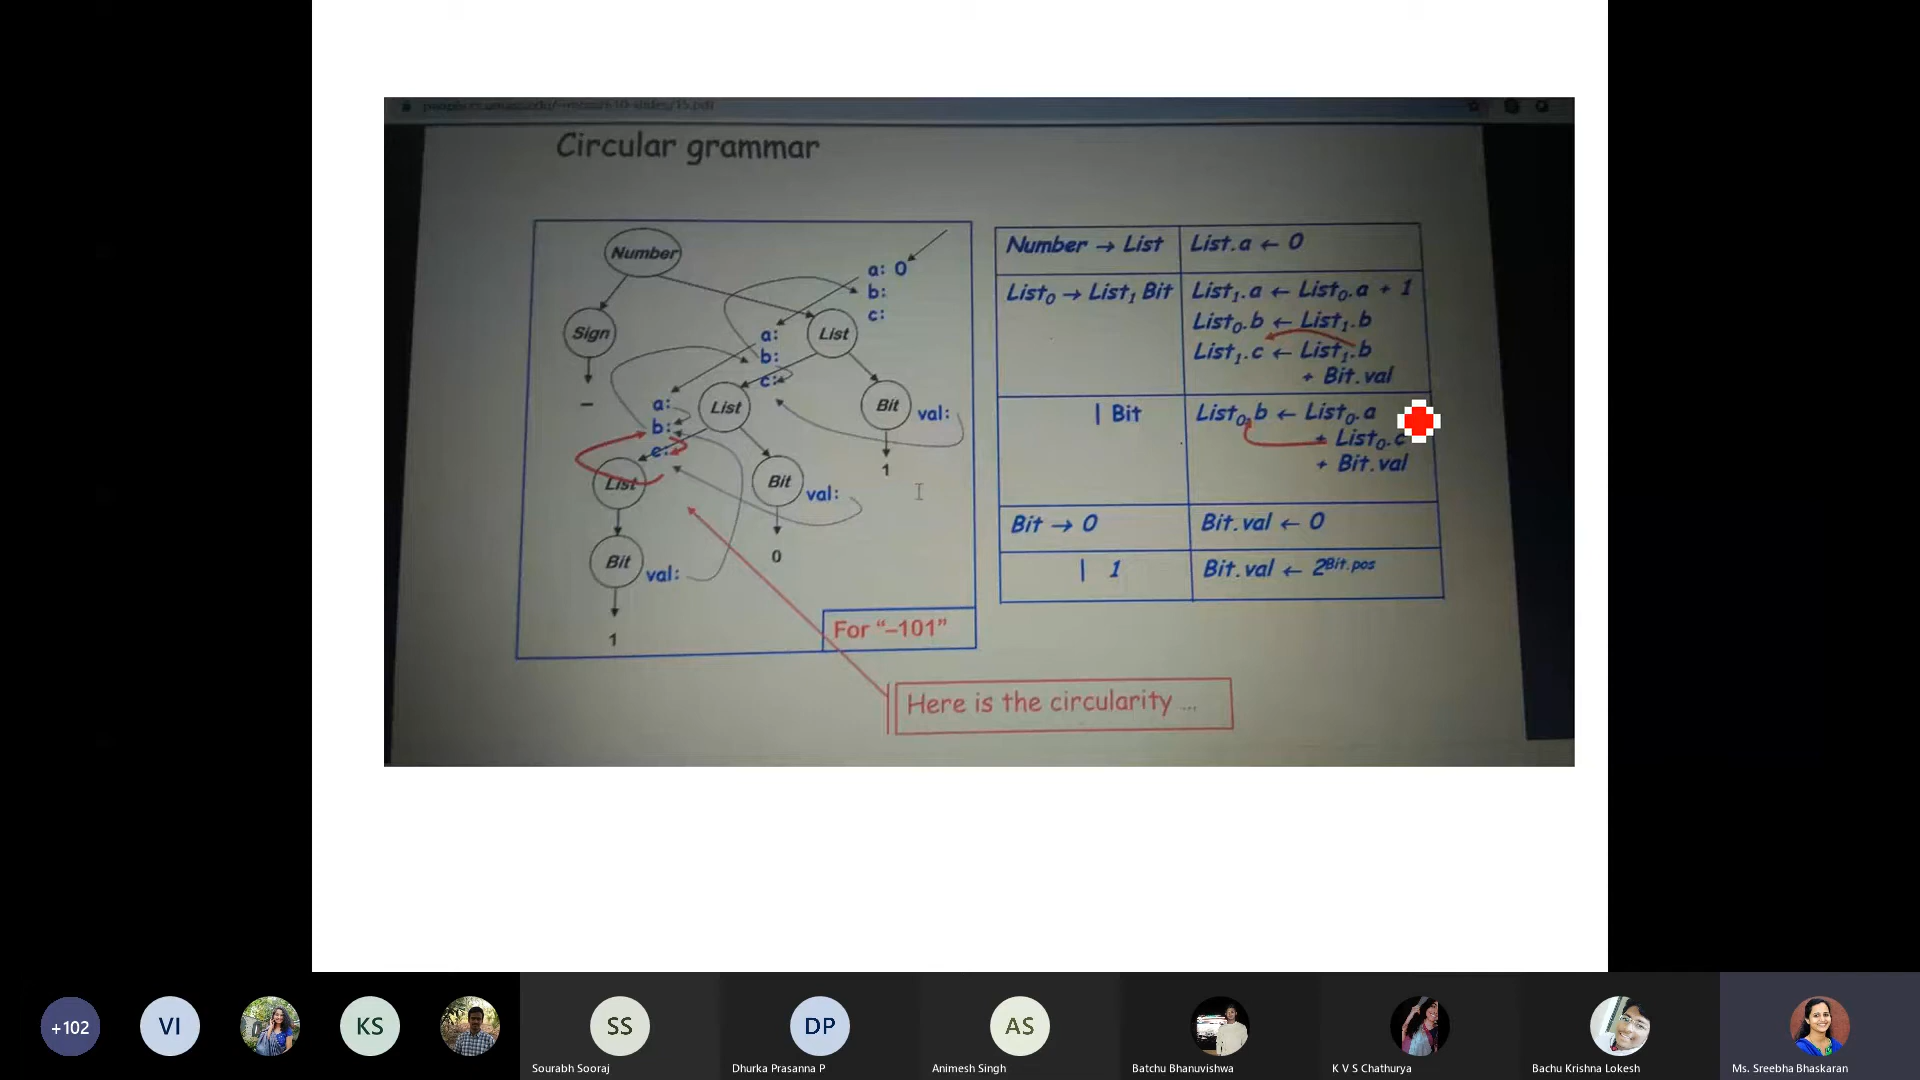 Circular grammar
Number
a: 0
b:
c:
Sign
List
–
a:
b:
c:
List
Bit
val:
1
a:
b:
c:
List
Bit
val:
0
Bit
val:
1
For “–101”
Number → List
List.a ← 0
List₀ → List₁ Bit
List₁.a ← List₀.a + 1
List₀.b ← List₁.b
List₁.c ← List₁.b
+ Bit.val
| Bit
List₀.b ← List₀.a
+ List₀.c
+ Bit.val
Bit → 0
Bit.val ← 0
| 1
Bit.val ← 2^Bit.pos
Here is the circularity ...
+102
VI
KS
SS
DP
AS
Sourabh Sooraj
Dhurka Prasanna P
Animesh Singh
Batchu Bhanuvishwa
K V S Chathurya
Bachu Krishna Lokesh
Ms. Sreebha Bhaskaran